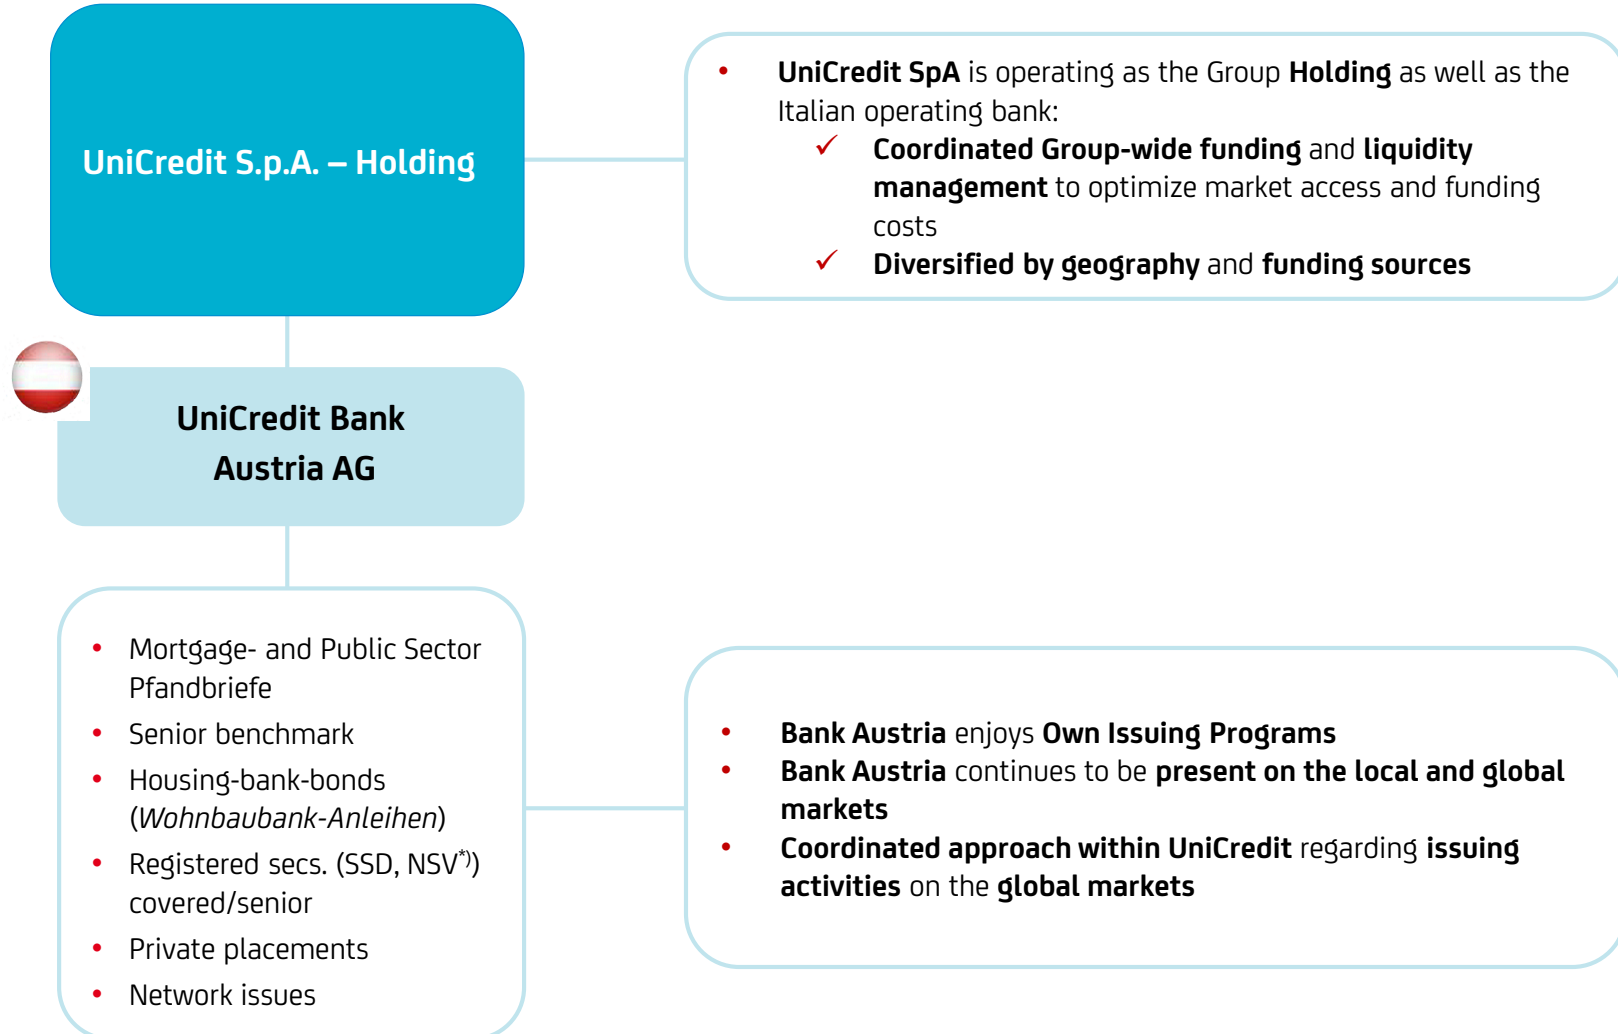 UniCredit S.p.A. – Holding
• UniCredit SpA is operating as the Group Holding as well as the
Italian operating bank:
✓ Coordinated Group-wide funding and liquidity
management to optimize market access and funding
costs
✓ Diversified by geography and funding sources
UniCredit Bank
Austria AG
• Mortgage- and Public Sector
Pfandbriefe
• Senior benchmark
• Housing-bank-bonds
(Wohnbaubank-Anleihen)
• Registered secs. (SSD, NSV*))
covered/senior
• Private placements
• Network issues
• Bank Austria enjoys Own Issuing Programs
• Bank Austria continues to be present on the local and global
markets
• Coordinated approach within UniCredit regarding issuing
activities on the global markets